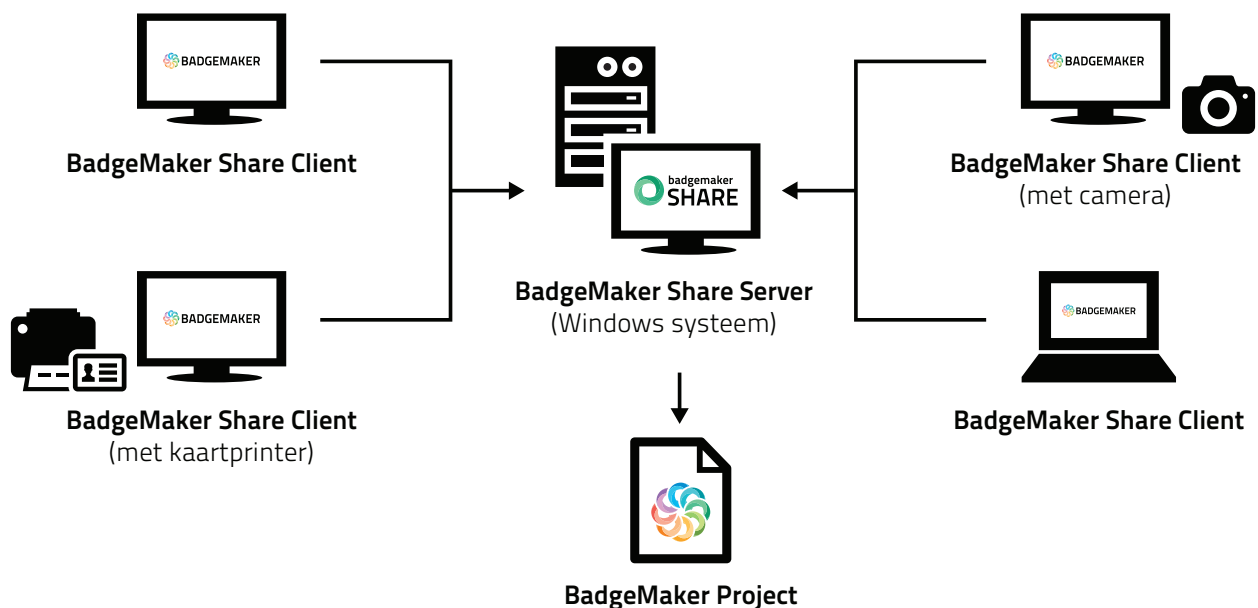 BADGEMAKER
BadgeMaker Share Client
BADGEMAKER
BadgeMaker Share Client
(met kaartprinter)
badgemaker
SHARE
BadgeMaker Share Server
(Windows systeem)
BadgeMaker Project
BADGEMAKER
BadgeMaker Share Client
(met camera)
BADGEMAKER
BadgeMaker Share Client